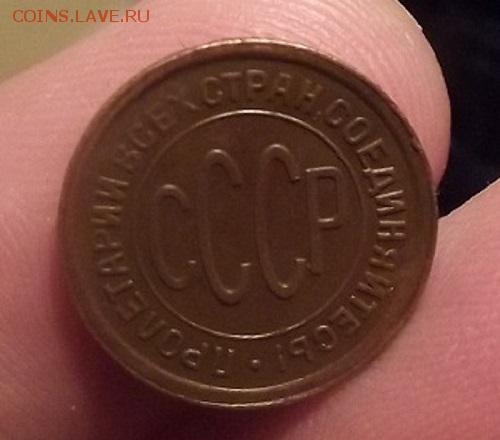 COINS.LAVE.RU
ПРОЛЕТАРИИ ВСЕХ СТРАН, СОЕДИНЯЙТЕСЬ •
СССР